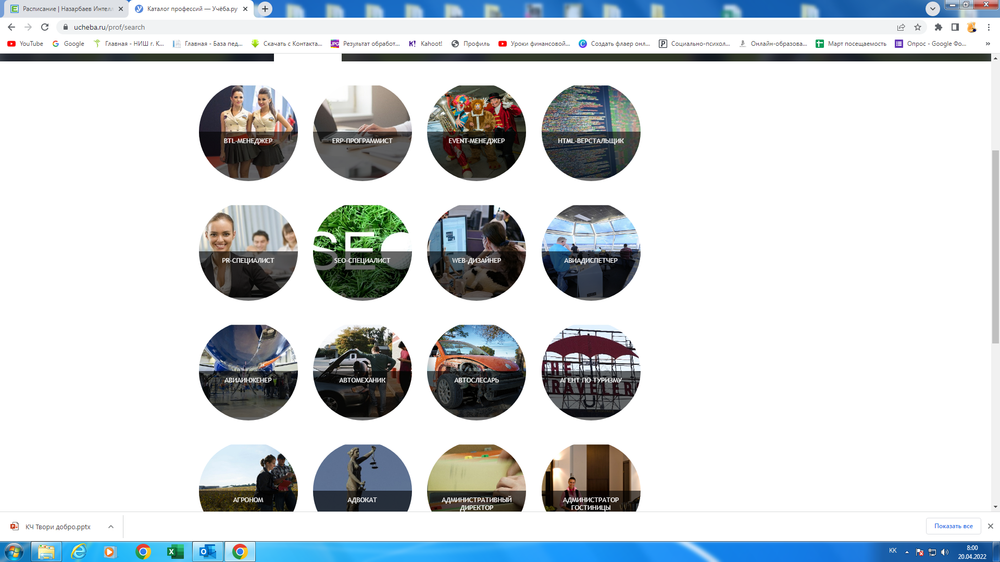 Расписание | Назарбаев Интелл
Каталог профессий — Учёба.ру
ucheba.ru/prof/search
YouTube
Google
Главная - НИШ г. К...
Главная - База пед...
Скачать с Контакта...
JPG
Результат обработ...
K!
Kahoot!
Профиль
Уроки финансовой...
Создать флаер онл...
Социально-психол...
Онлайн-образова...
Март посещаемость
Опрос - Google Фо...
»
BTL-МЕНЕДЖЕР
ERP-ПРОГРАММИСТ
EVENT-МЕНЕДЖЕР
HTML-ВЕРСТАЛЬЩИК
PR-СПЕЦИАЛИСТ
SEO
SEO-СПЕЦИАЛИСТ
WEB-ДИЗАЙНЕР
АВИАДИСПЕТЧЕР
АВИАИНЖЕНЕР
АВТОМЕХАНИК
АВТОСЛЕСАРЬ
THE
АГЕНТ ПО ТУРИЗМУ
RAVELER
АГРОНОМ
АДВОКАТ
АДМИНИСТРАТИВНЫЙ
ДИРЕКТОР
АДМИНИСТРАТОР
ГОСТИНИЦЫ
КЧ Твори добро.pptx
Показать все
KK
8:00
20.04.2022